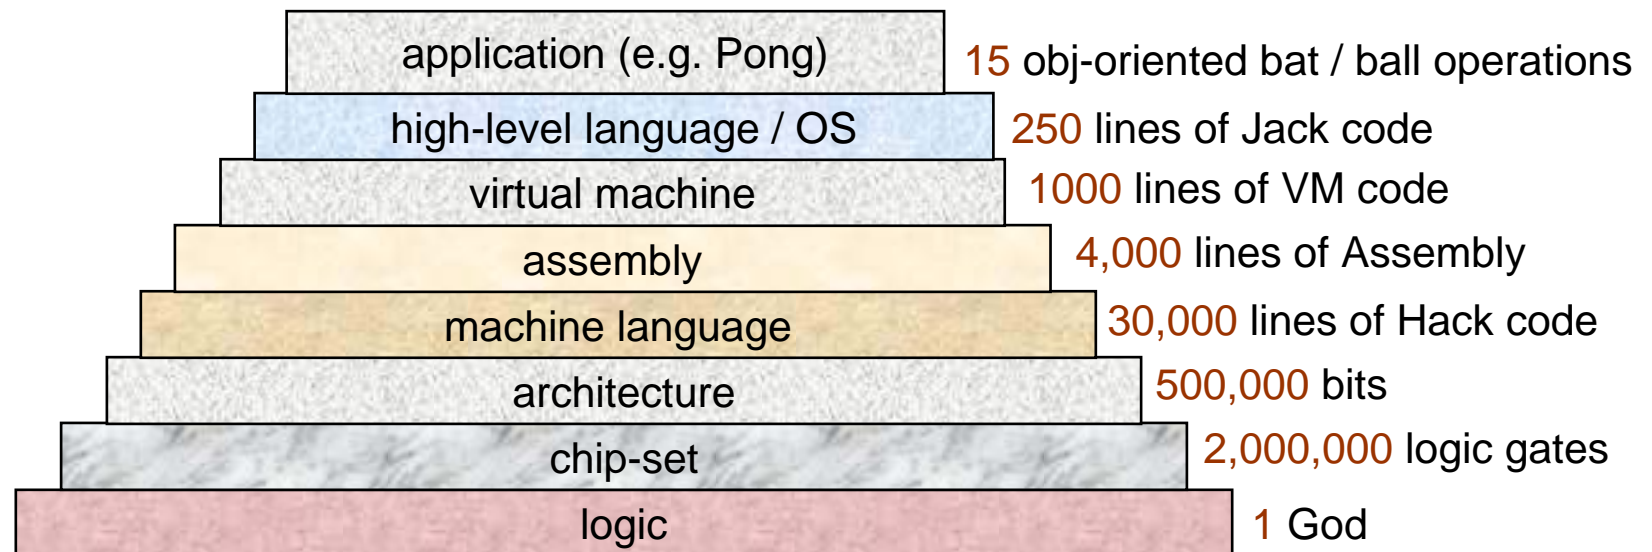 application (e.g. Pong)
15 obj-oriented bat / ball operations
high-level language / OS
250 lines of Jack code
virtual machine
1000 lines of VM code
assembly
4,000 lines of Assembly
machine language
30,000 lines of Hack code
architecture
500,000 bits
chip-set
2,000,000 logic gates
logic
1 God